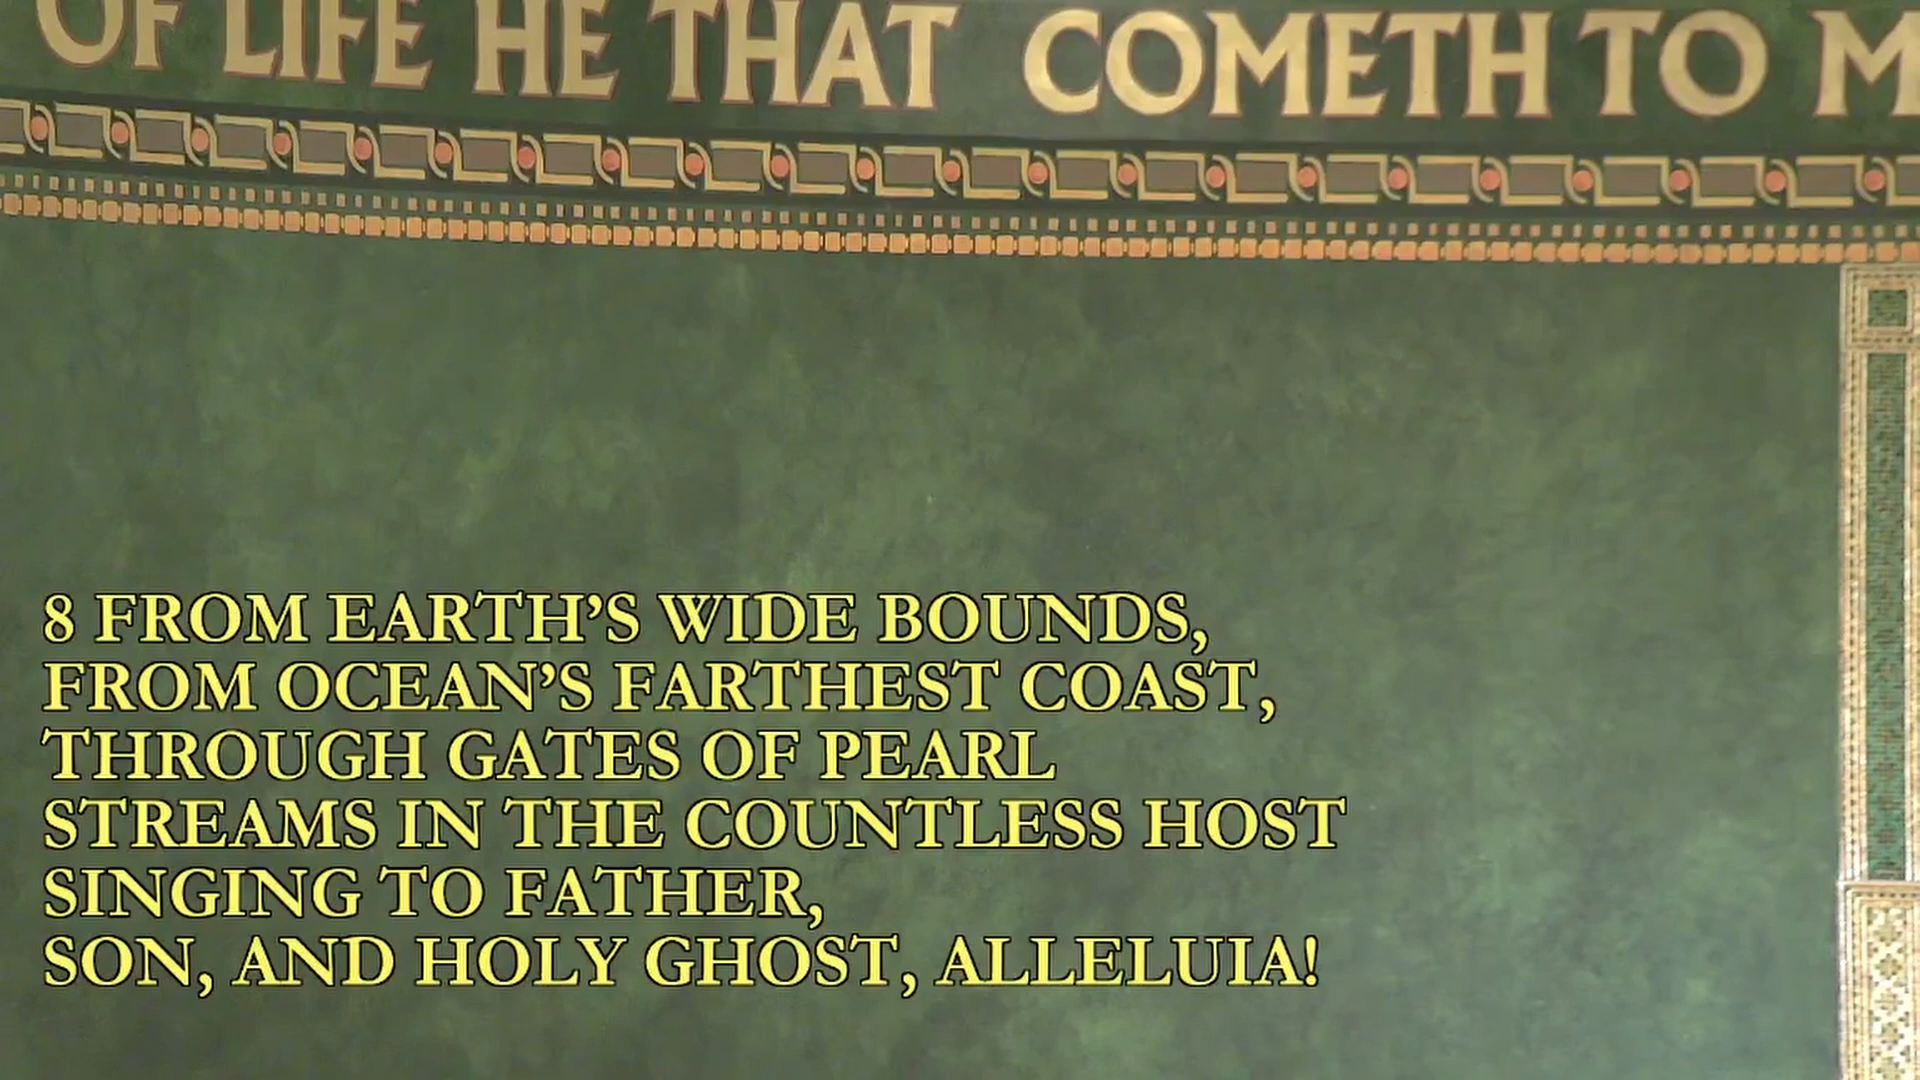 OF LIFE HE THAT COMETH TO M
8 FROM EARTH’S WIDE BOUNDS,
FROM OCEAN’S FARTHEST COAST,
THROUGH GATES OF PEARL
STREAMS IN THE COUNTLESS HOST
SINGING TO FATHER,
SON, AND HOLY GHOST, ALLELUIA!